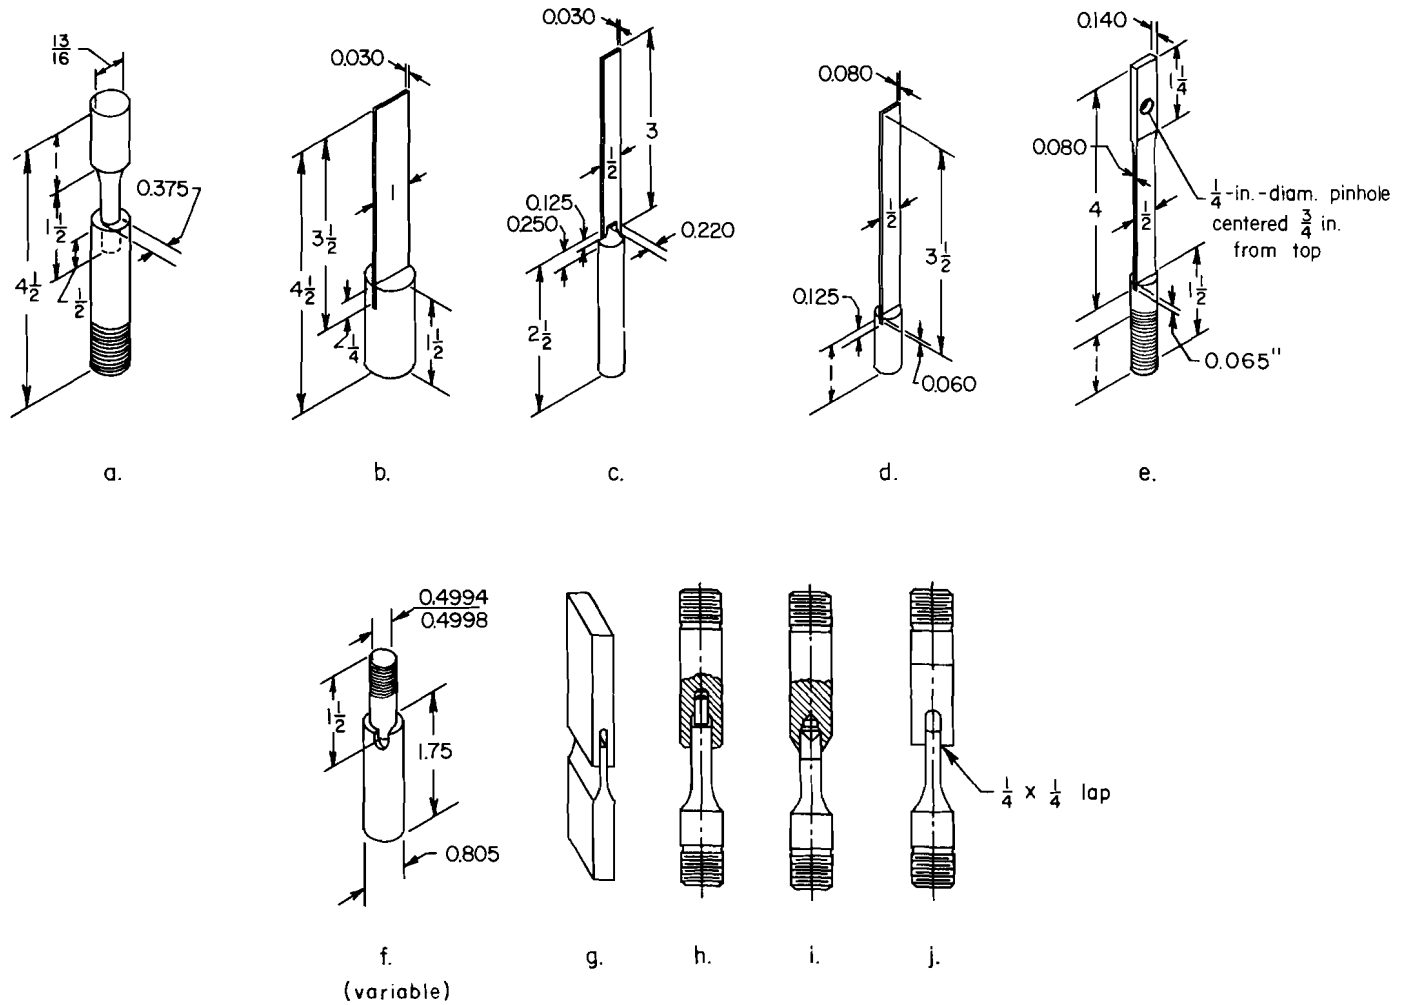 13/16
0.375
1 1/2
4 1/2
1/2
a.
0.030
1
3 1/2
4 1/2
1/4
1 1/2
b.
0.030
3
1/2
0.125
0.250
0.220
2 1/2
c.
0.080
1/2
3 1/2
0.125
0.060
d.
0.140
1/4
0.080
4
1/2
1/4-in.-diam. pinhole
centered 3/4 in.
from top
1 1/2
0.065"
e.
0.4994
0.4998
1 1/2
1.75
0.805
f.
(variable)
g.
h.
i.
1/4 x 1/4 lap
j.